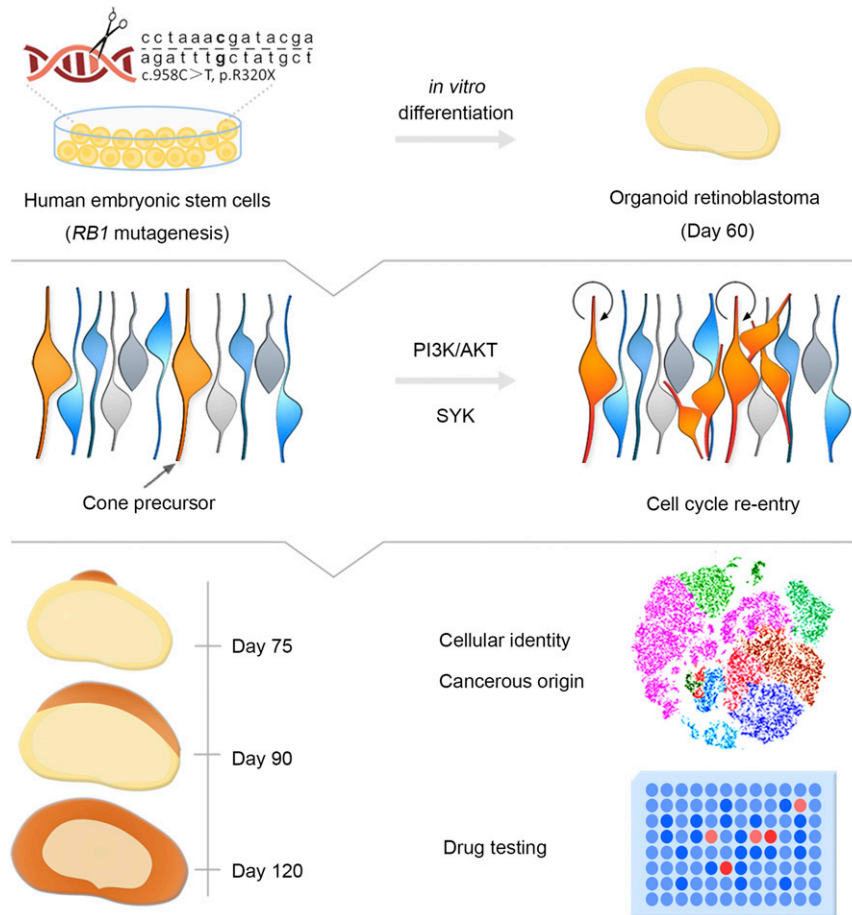 cctaaacgatacga
agatttgctatgct
c.958C>T, p.R320X
in vitro
differentiation
Human embryonic stem cells
(RB1 mutagenesis)
Organoid retinoblastoma
(Day 60)
PI3K/AKT
SYK
Cone precursor
Cell cycle re-entry
Day 75
Day 90
Day 120
Cellular identity
Cancerous origin
Drug testing